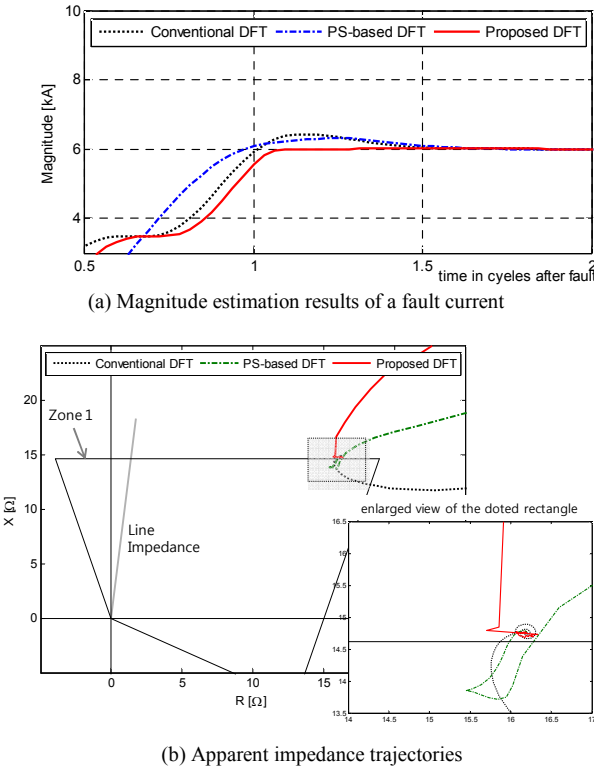 10
8
6
4
Magnitude [kA]
Conventional DFT PS-based DFT Proposed DFT
0.5 1 1.5 2
time in cyeles after fault
(a) Magnitude estimation results of a fault current
Conventional DFT PS-based DFT Proposed DFT
20
15
10
5
0
X [Ω]
Zone 1
Line
Impedance
0 5 10 15
R [Ω]
enlarged view of the doted rectangle
16.5
16
15.5
15
14.5
14
13.5
14 14.5 15 15.5 16 16.5 17
(b) Apparent impedance trajectories